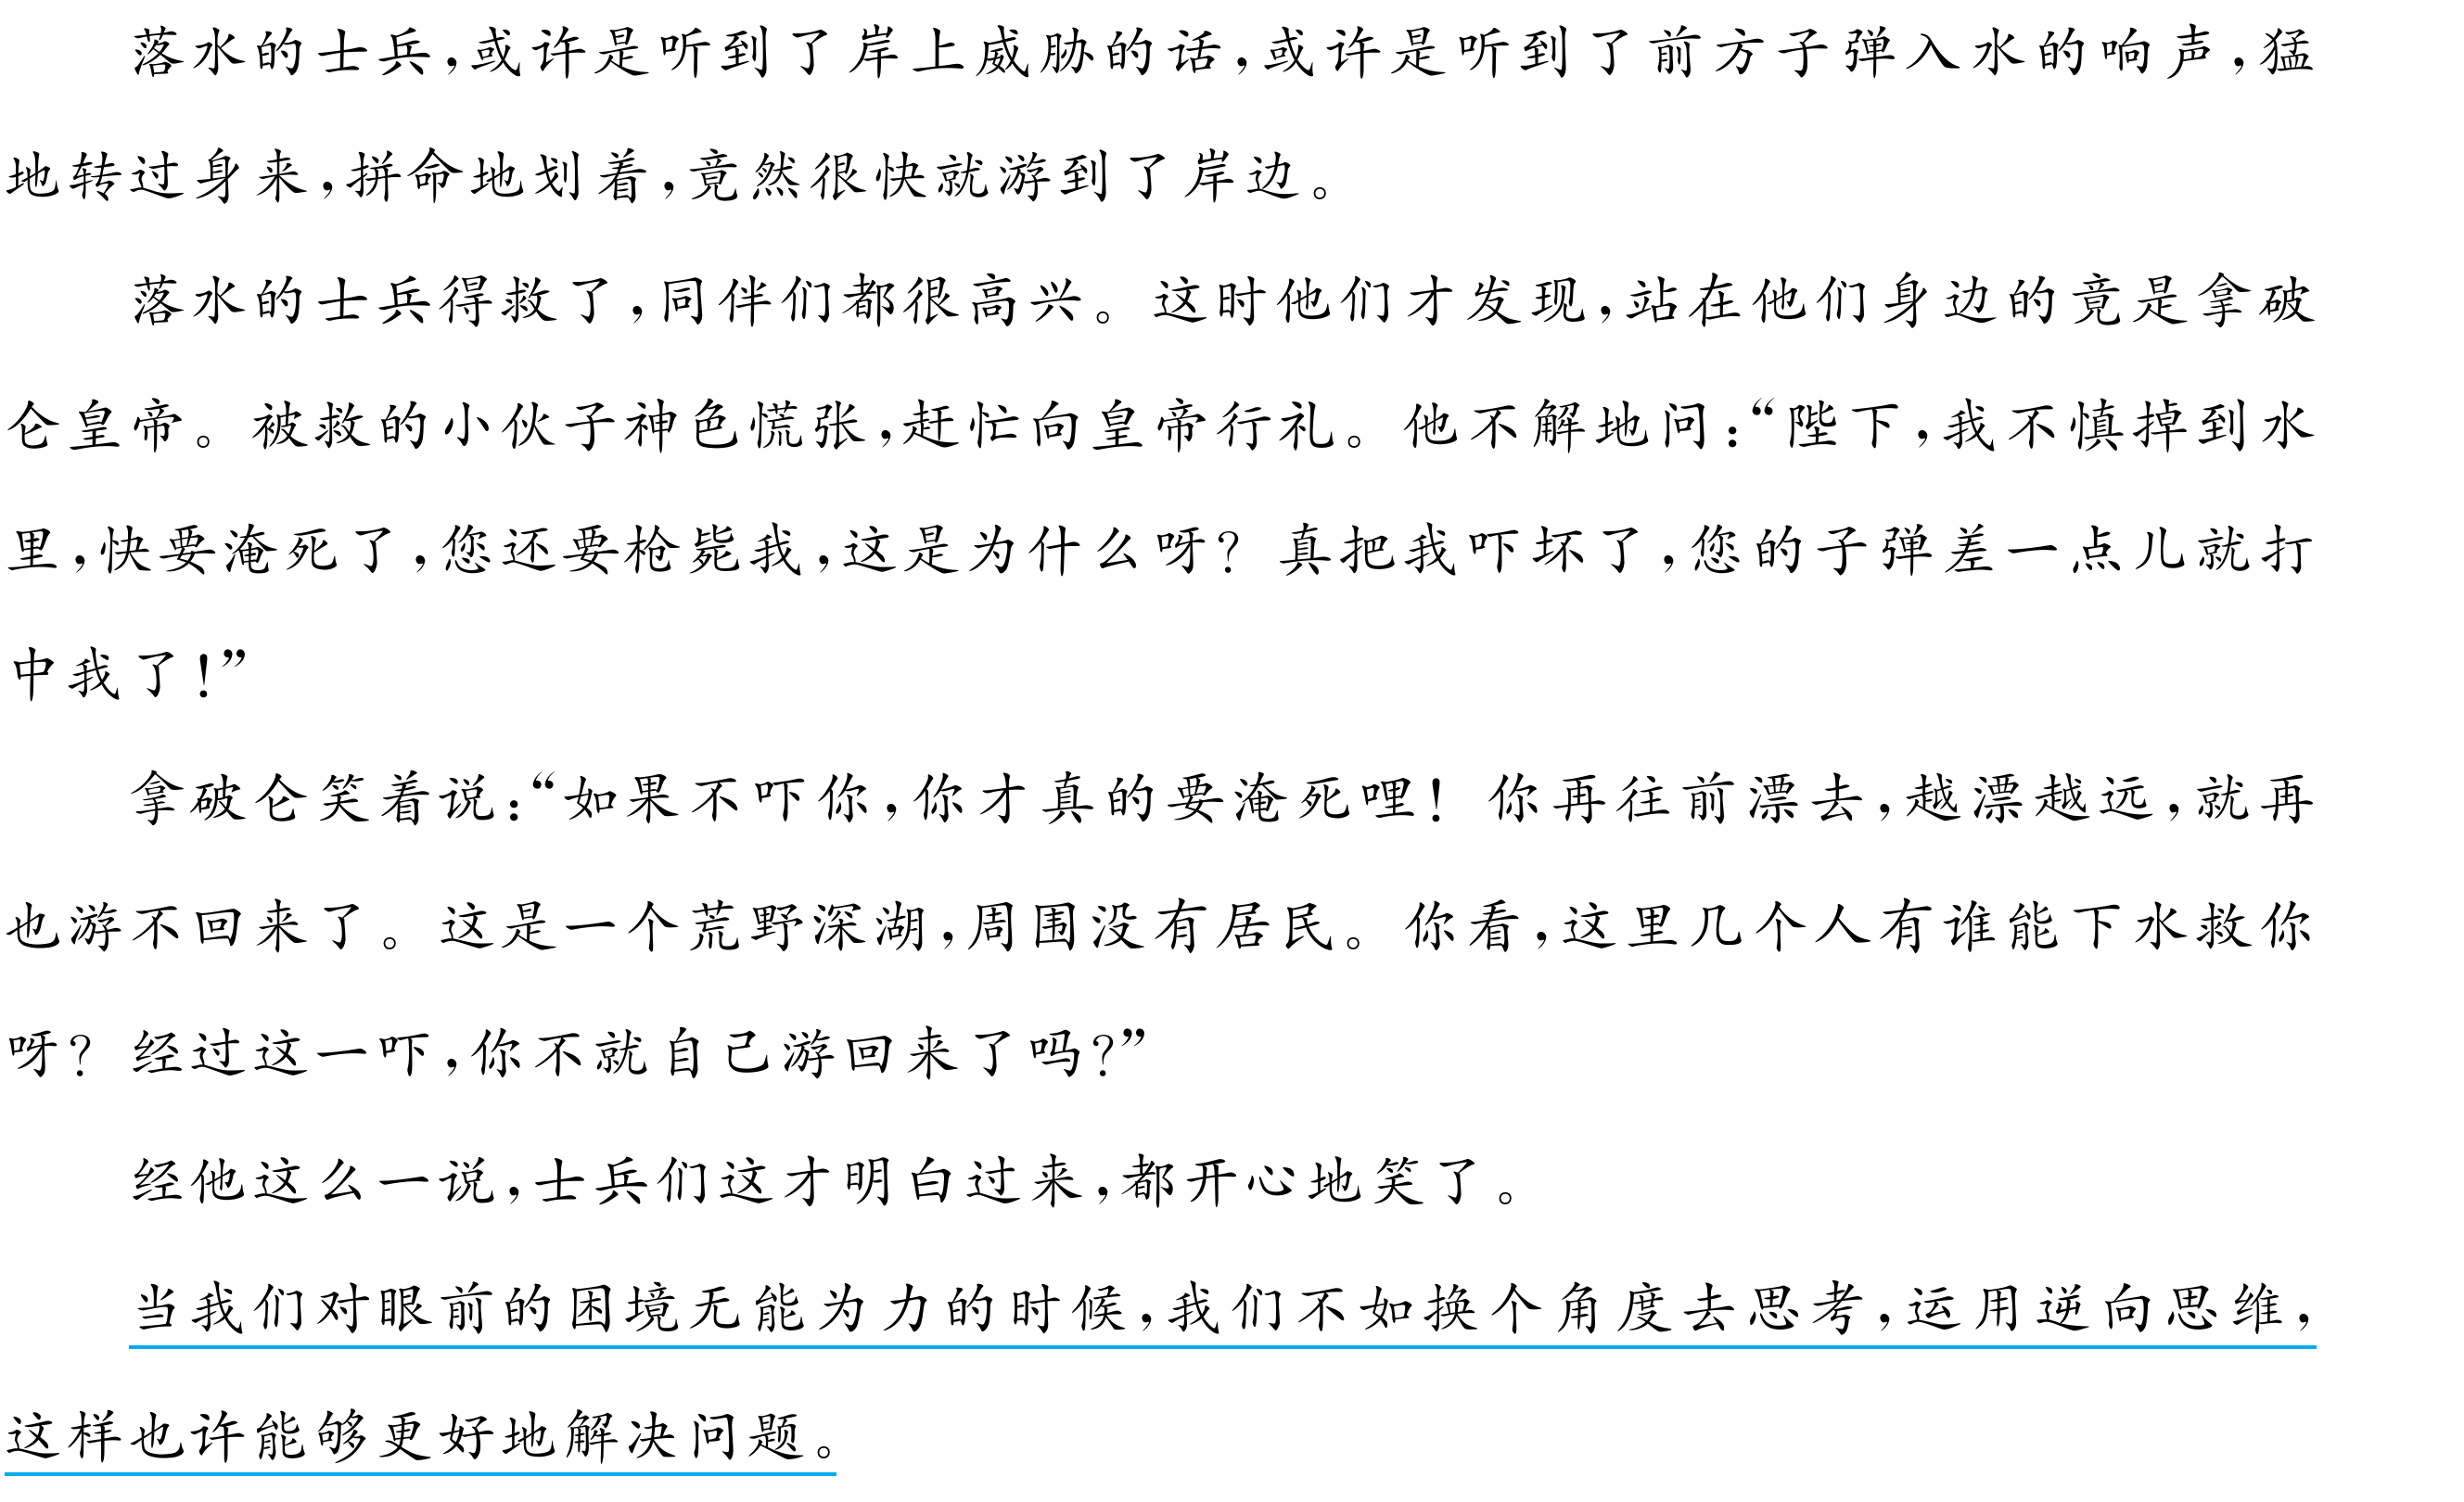 落水的士兵,或许是听到了岸上威胁的话,或许是听到了前方子弹入水的响声,猛
地转过身来,拼命地划着,竟然很快就游到了岸边。
落水的士兵得救了,同伴们都很高兴。这时他们才发现,站在他们身边的竟是拿破
仑皇帝。被救的小伙子神色慌张,赶忙向皇帝行礼。他不解地问:“陛下,我不慎掉到水
里,快要淹死了,您还要枪毙我,这是为什么呀?真把我吓坏了,您的子弹差一点儿就打
中我了!”
拿破仑笑着说:“如果不吓你,你才真的要淹死哩!你再往前漂去,越漂越远,就再
也游不回来了。这是一个荒野深湖,周围没有居民。你看,这里几个人有谁能下水救你
呀?经过这一吓,你不就自己游回来了吗?”
经他这么一说,士兵们这才明白过来,都开心地笑了。
当我们对眼前的困境无能为力的时候,我们不如换个角度去思考,运用逆向思维,
这样也许能够更好地解决问题。